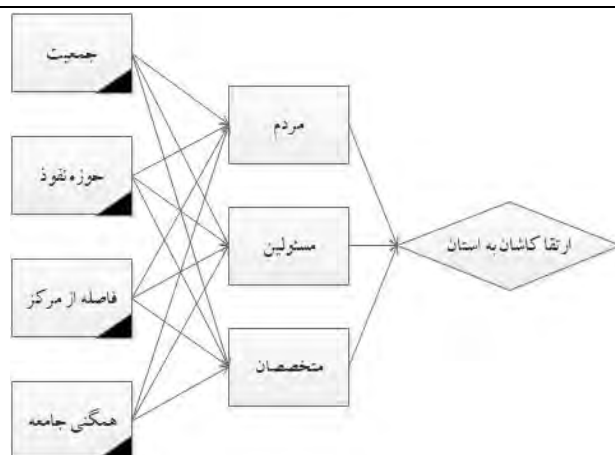 جمعیت
حوزه نفوذ
فاصله از مرکز
همگنی جامعه
مردم
مسئولین
متخصصان
ارتقا کاشان به استان